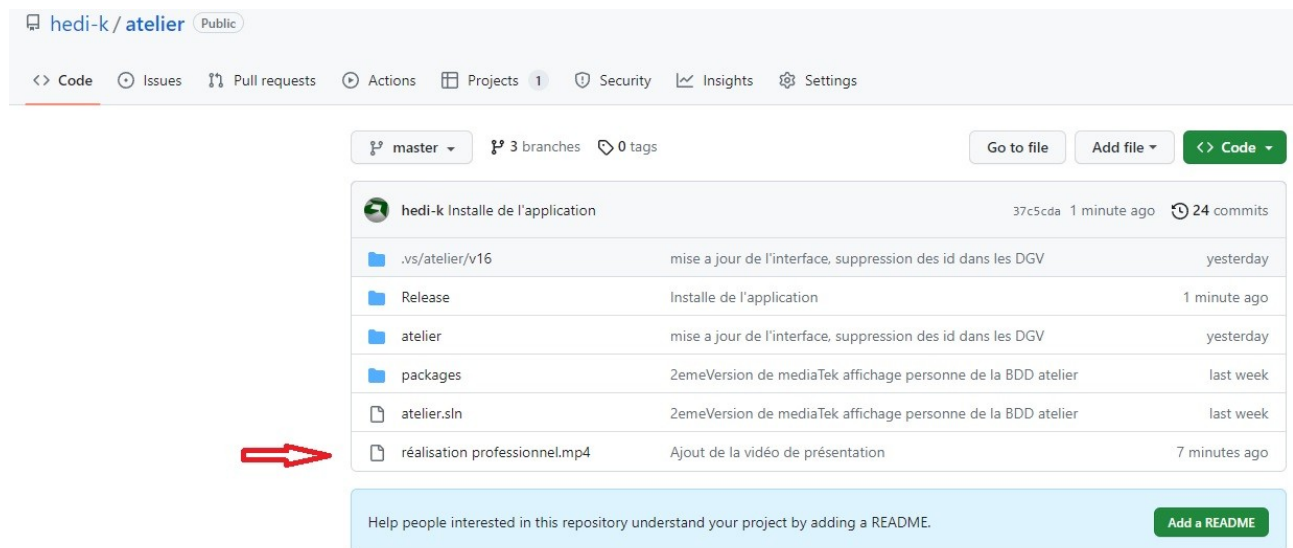 hedi-k / atelier Public
<> Code Issues Pull requests Actions Projects 1 Security Insights Settings
master 3 branches 0 tags Go to file Add file <> Code
hedi-k Installe de l'application 37c5cda 1 minute ago 24 commits
.vs/atelier/v16 mise a jour de l'interface, suppression des id dans les DGV yesterday
Release Installe de l'application 1 minute ago
atelier mise a jour de l'interface, suppression des id dans les DGV yesterday
packages 2emeVersion de mediaTek affichage personne de la BDD atelier last week
atelier.sln 2emeVersion de mediaTek affichage personne de la BDD atelier last week
réalisation professionnel.mp4 Ajout de la vidéo de présentation 7 minutes ago
Help people interested in this repository understand your project by adding a README. Add a README